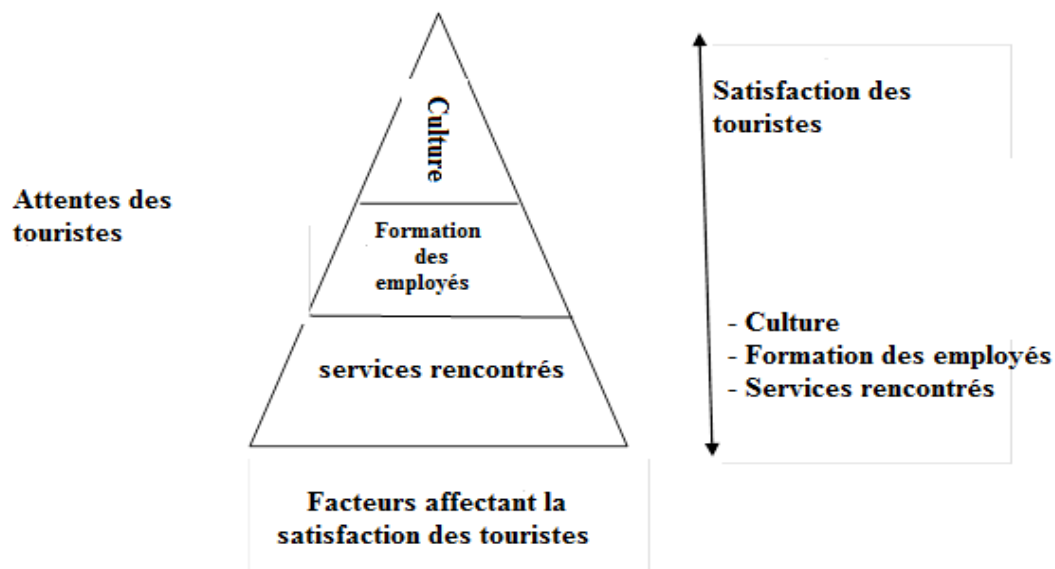 Culture
Satisfaction des
touristes
Attentes des
touristes
Formation
des
employés
services rencontrés
- Culture
- Formation des employés
- Services rencontrés
Facteurs affectant la
satisfaction des touristes